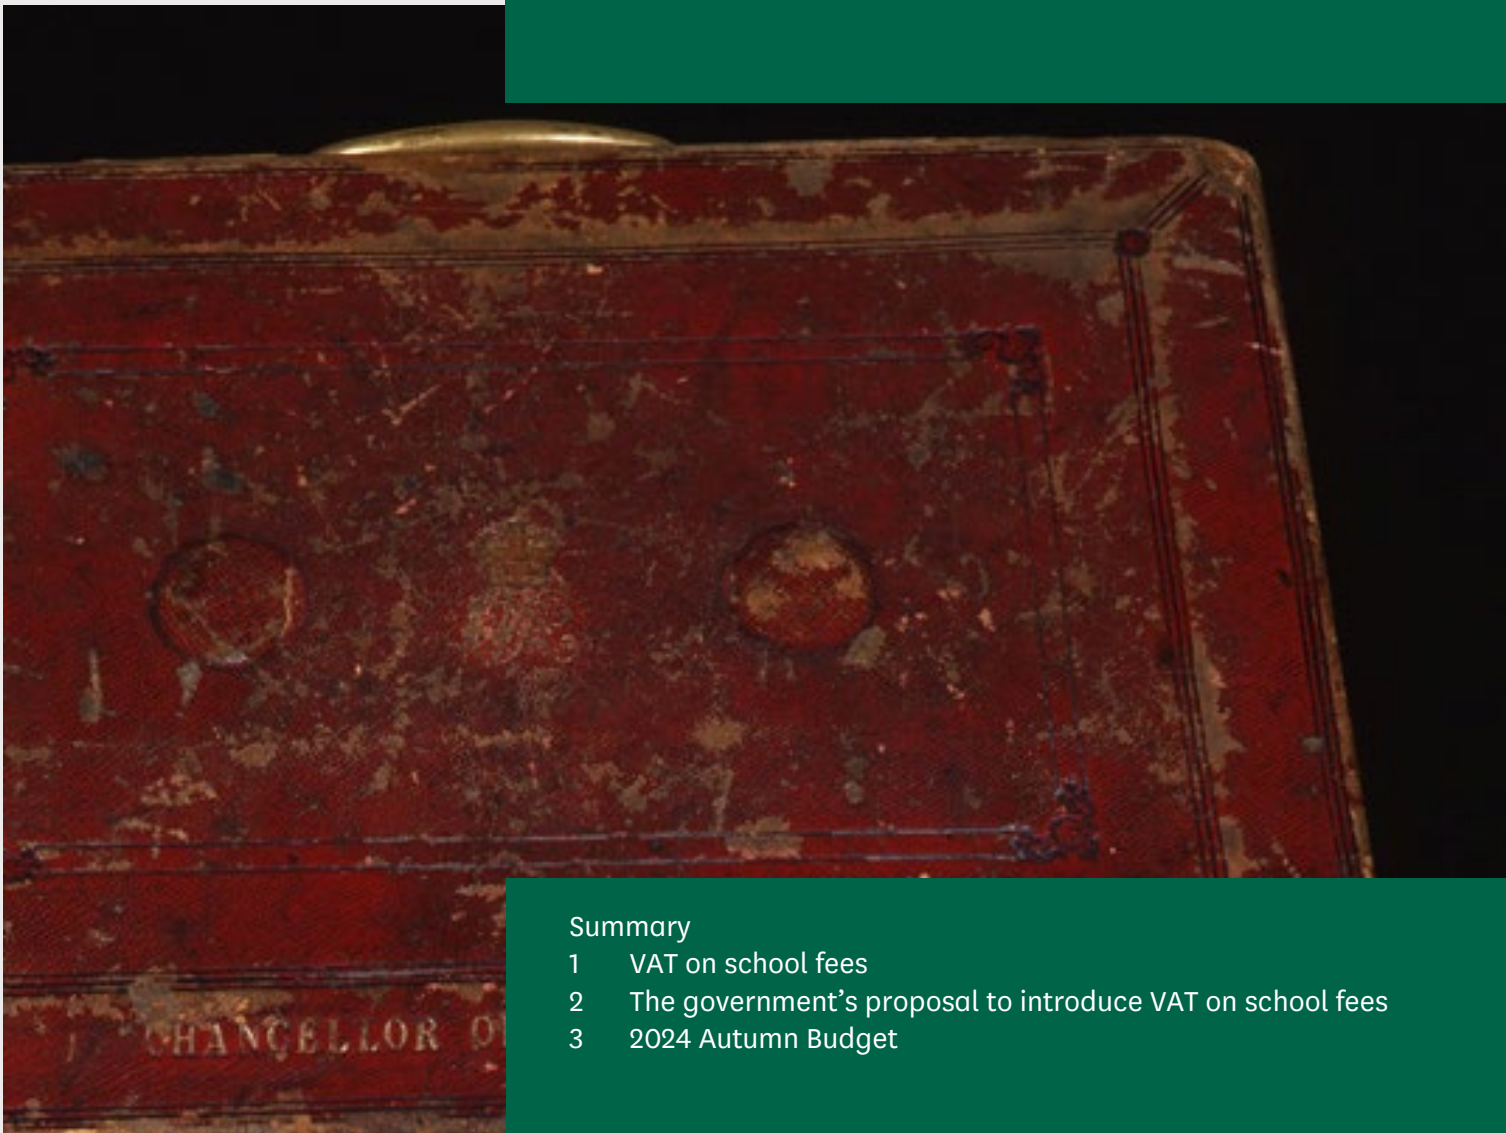 CHANCELLOR
Summary
1 VAT on school fees
2 The government’s proposal to introduce VAT on school fees
3 2024 Autumn Budget